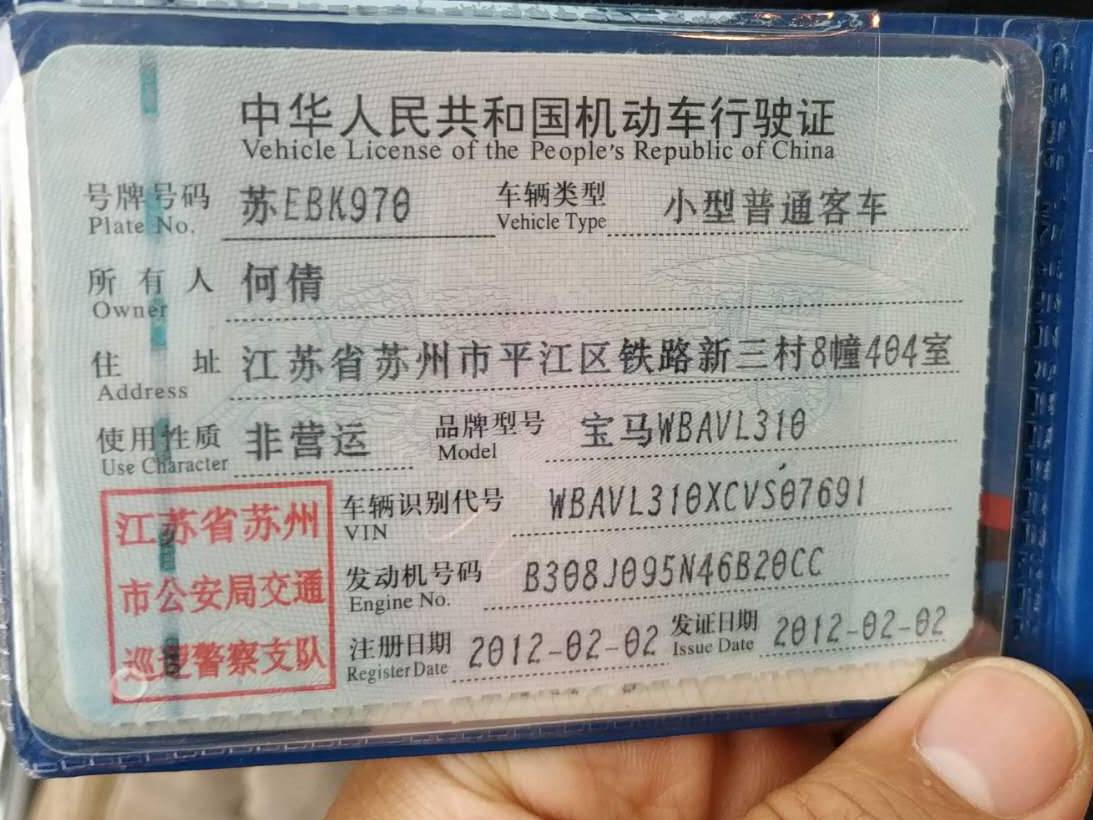 中华人民共和国机动车行驶证
Vehicle License of the People's Republic of China
号牌号码 苏EBK970 车辆类型 小型普通客车
Plate No. Vehicle Type
所有人 何倩
Owner
住址 江苏省苏州市平江区铁路新三村8幢404室
Address
使用性质 非营运 品牌型号 宝马WBAVL310
Use Character Model
江苏省苏州 车辆识别代号 WBAVL310XCVS07691
VIN
市公安局交通 发动机号码 B308J095N46B20CC
Engine No.
巡逻警察支队 注册日期 2012-02-02 发证日期 2012-02-02
Register Date Issue Date